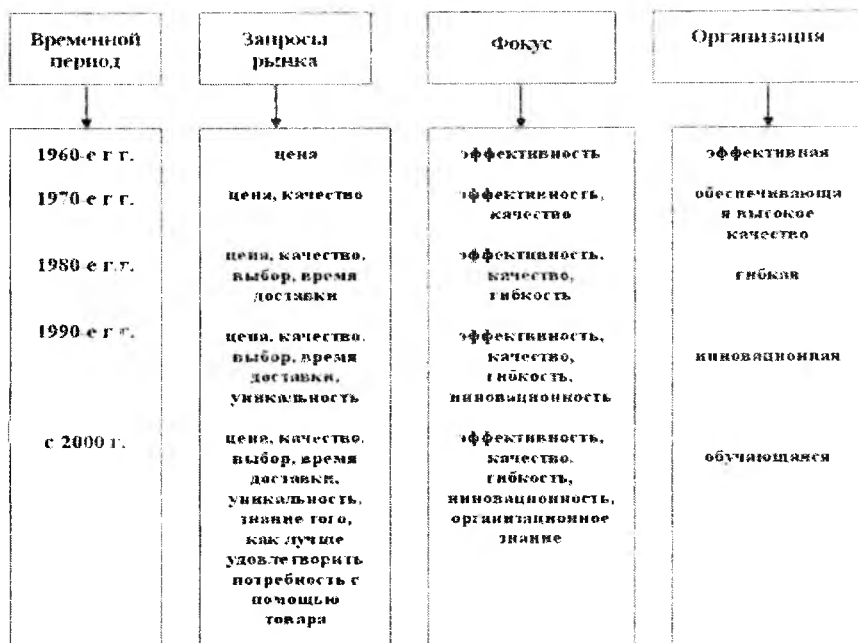 Временной
период
Запросы
рынка
Фокус
Организация
1960-е г г.
цена
эффективность
эффективная
1970-е г г.
цена, качество
эффективность,
качество
обеспечивающа
я высокое
качество
1980-е г.г.
цена, качество,
выбор, время
доставки
эффективность,
качество,
гибкость
гибкая
1990-е г г.
цена, качество,
выбор, время
доставки,
уникальность
эффективность,
качество,
гибкость,
инновационность
инновационная
с 2000 г.
цена, качество,
выбор, время
доставки,
уникальность,
знание того,
как лучше
удовлетворить
потребность с
помощью
товара
эффективность,
качество,
гибкость,
инновационность,
организационное
знание
обучающаяся